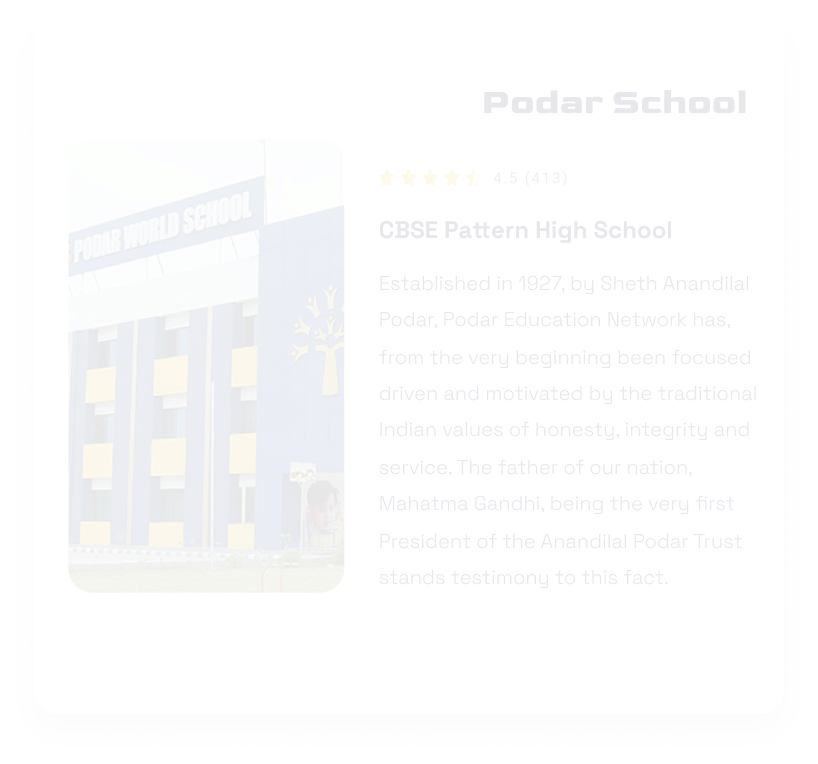 Podar School
4.5 (413)
PODAR WORLD SCHOOL
CBSE Pattern High School
Established in 1927, by Sheth Anandilal
Podar, Podar Education Network has,
from the very beginning been focused
driven and motivated by the traditional
Indian values of honesty, integrity and
service. The father of our nation,
Mahatma Gandhi, being the very first
President of the Anandilal Podar Trust
stands testimony to this fact.